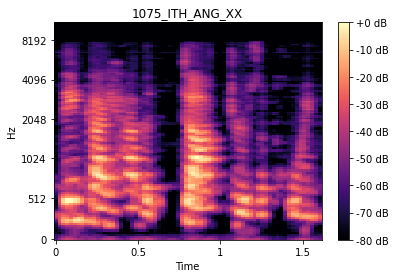 1075_ITH_ANG_XX
+0 dB
8192
-10 dB
4096
-20 dB
-30 dB
2048
Hz
-40 dB
1024
-50 dB
512
-60 dB
-70 dB
0
-80 dB
0 0.5 1 1.5
Time